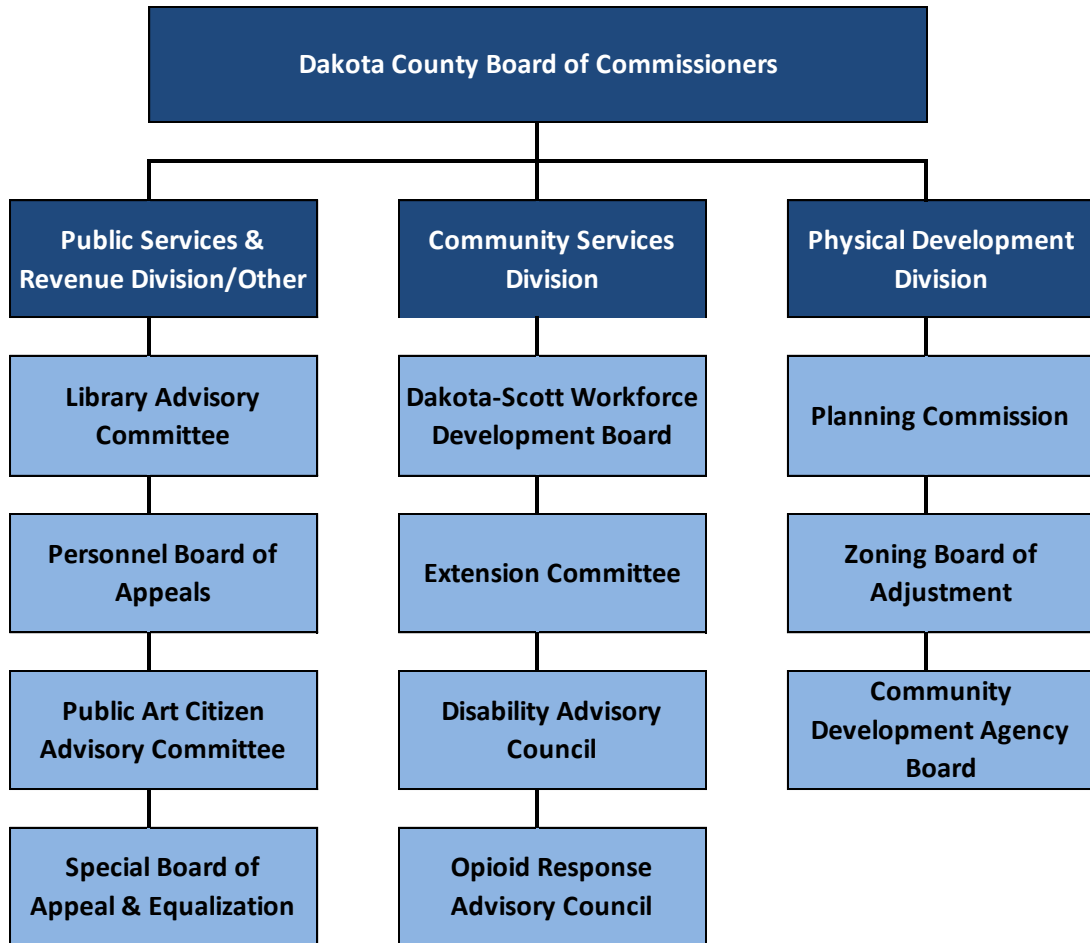 Dakota County Board of Commissioners
Public Services &
Revenue Division/Other
Community Services
Division
Physical Development
Division
Library Advisory
Committee
Dakota-Scott Workforce
Development Board
Planning Commission
Personnel Board of
Appeals
Extension Committee
Zoning Board of
Adjustment
Public Art Citizen
Advisory Committee
Disability Advisory
Council
Community
Development Agency
Board
Special Board of
Appeal & Equalization
Opioid Response
Advisory Council